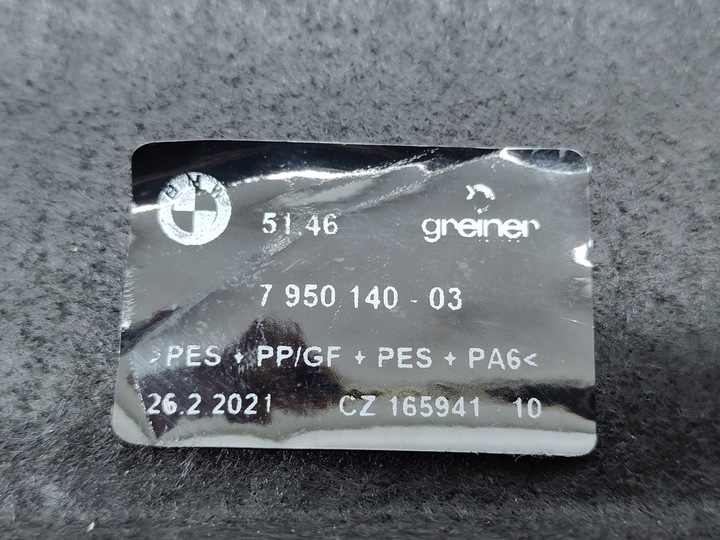 BMW 51.46 greiner
7 950 140 - 03
>PES + PP/GF + PES + PA6<
26.2 2021 CZ 165941 10